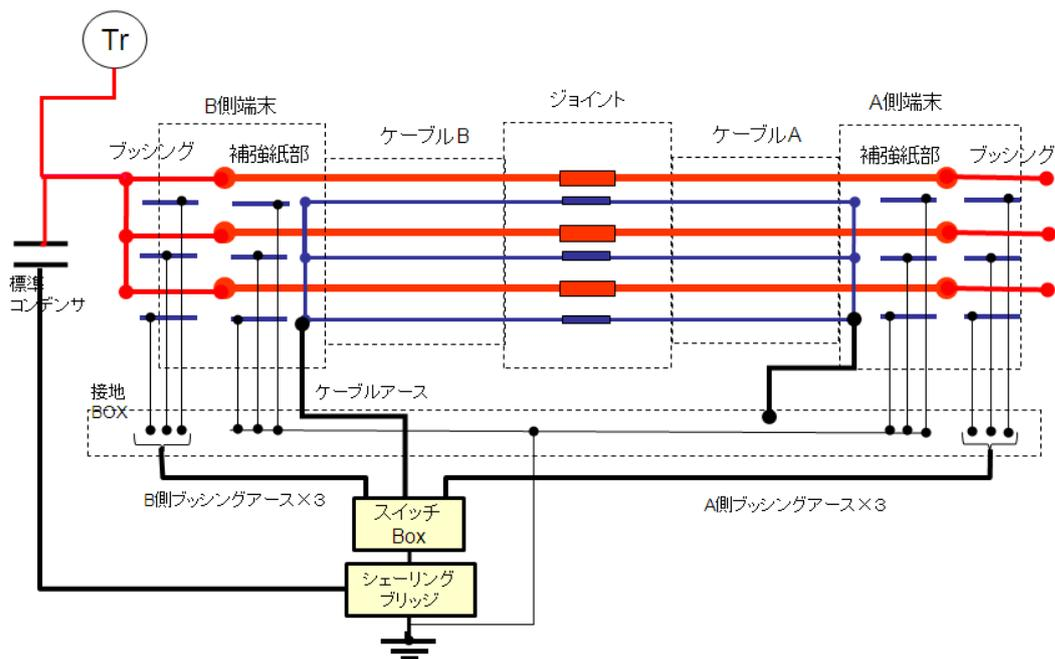 Tr
B側端末
ジョイント
A側端末
ブッシング
補強紙部
ケーブルB
ケーブルA
補強紙部
ブッシング
標準
コンデンサ
接地
BOX
ケーブルアース
B側ブッシングアース×3
A側ブッシングアース×3
スイッチ
Box
シェーリング
ブリッジ